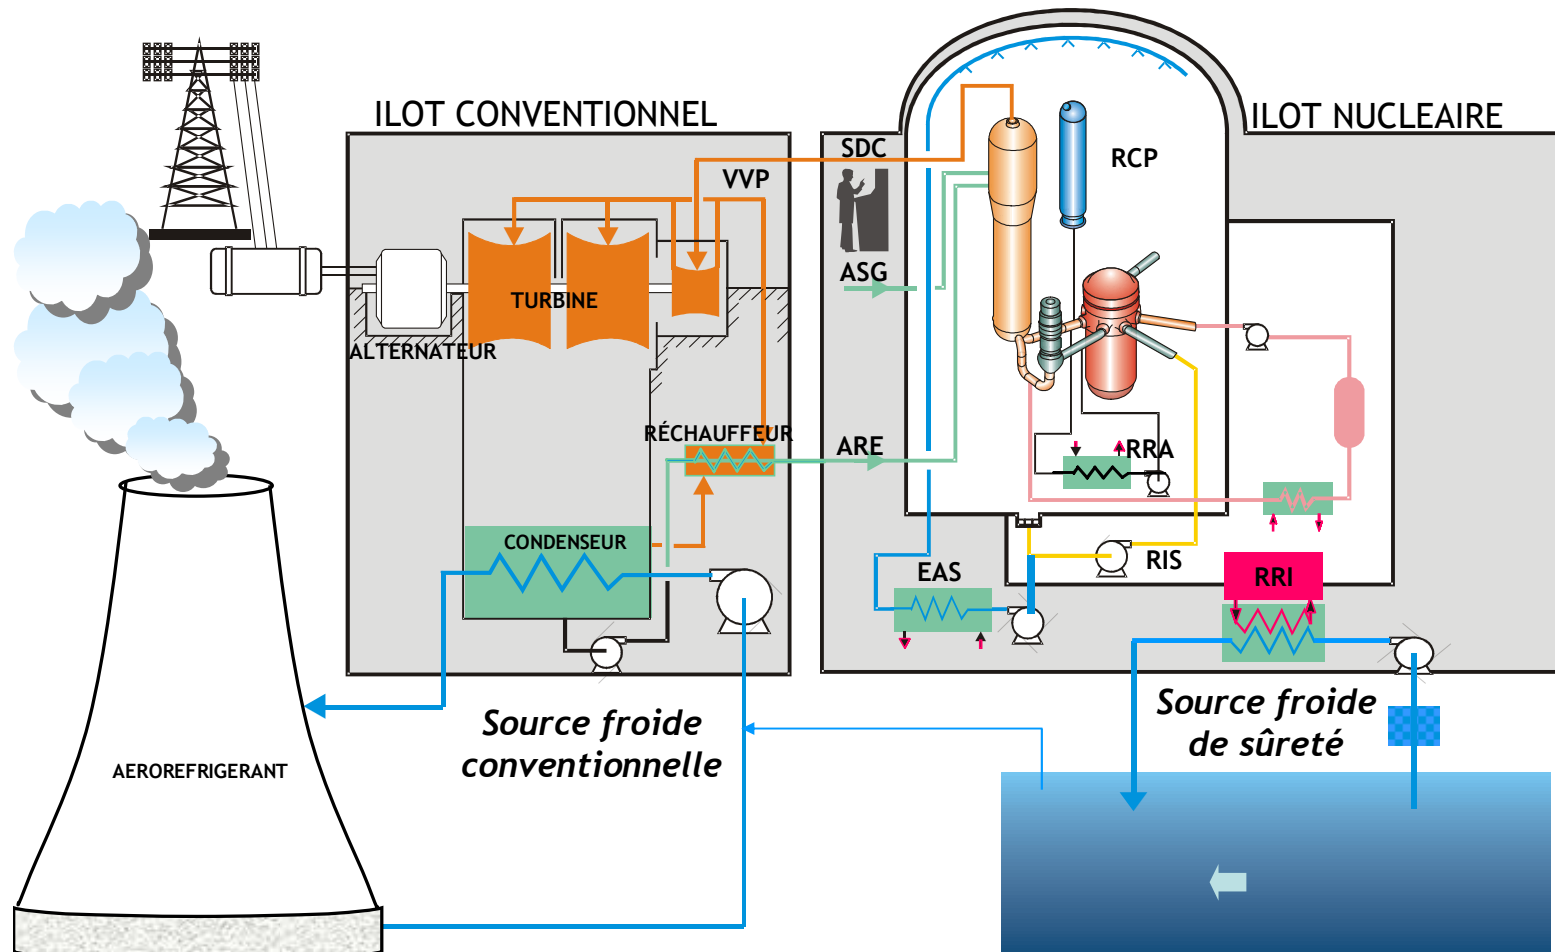 ILOT CONVENTIONNEL
ILOT NUCLEAIRE
SDC
RCP
VVP
ASG
TURBINE
ALTERNATEUR
RÉCHAUFFEUR
ARE
RRA
CONDENSEUR
EAS
RIS
RRI
Source froide
conventionnelle
Source froide
de sûreté
AEROREFRIGERANT